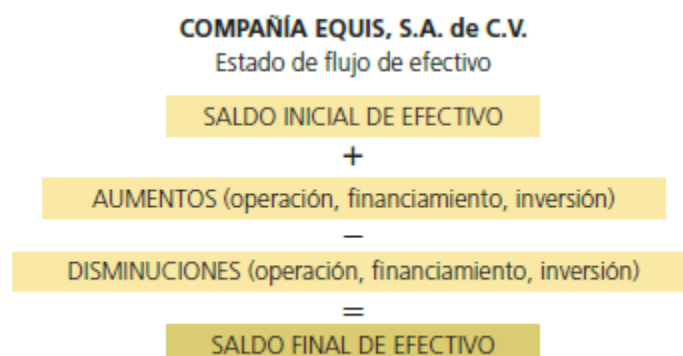 COMPAÑÍA EQUIS, S.A. de C.V.
Estado de flujo de efectivo
SALDO INICIAL DE EFECTIVO
+
AUMENTOS (operación, financiamiento, inversión)
–
DISMINUCIONES (operación, financiamiento, inversión)
=
SALDO FINAL DE EFECTIVO